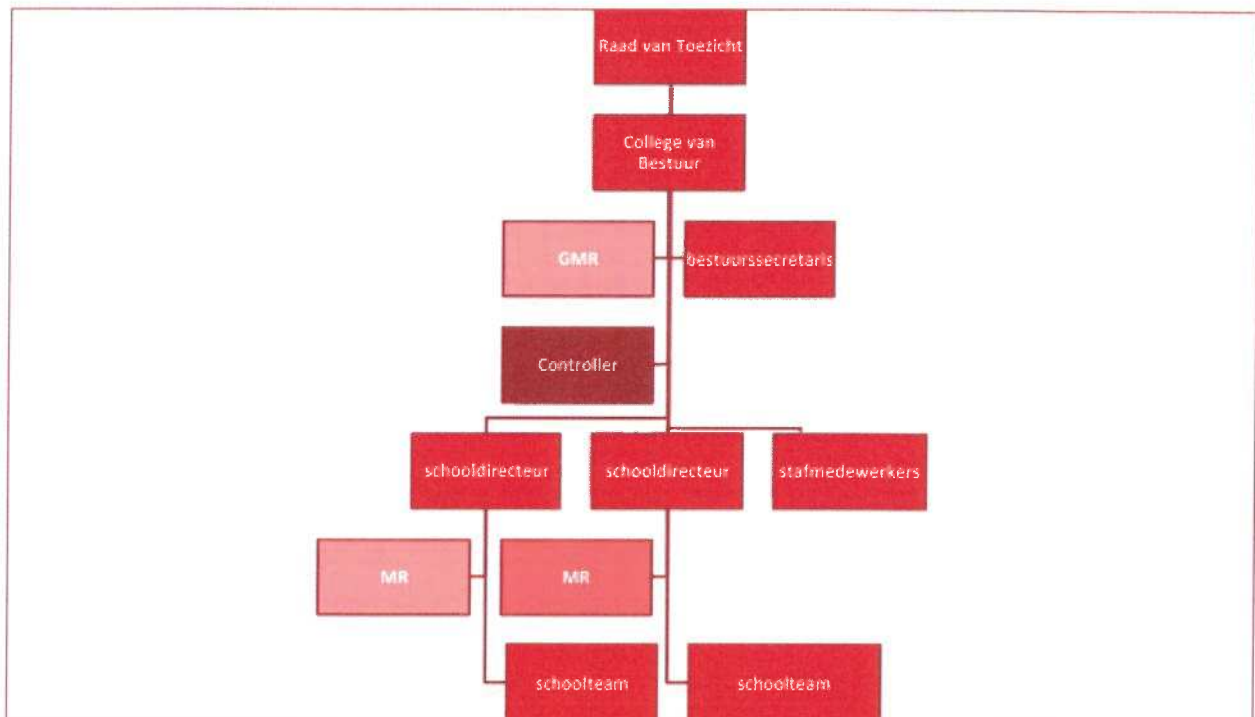 Raad van Toezicht
College van
Bestuur
GMR
bestuurssecretaris
Controller
schooldirecteur
schooldirecteur
stafmedewerkers
MR
MR
schoolteam
schoolteam